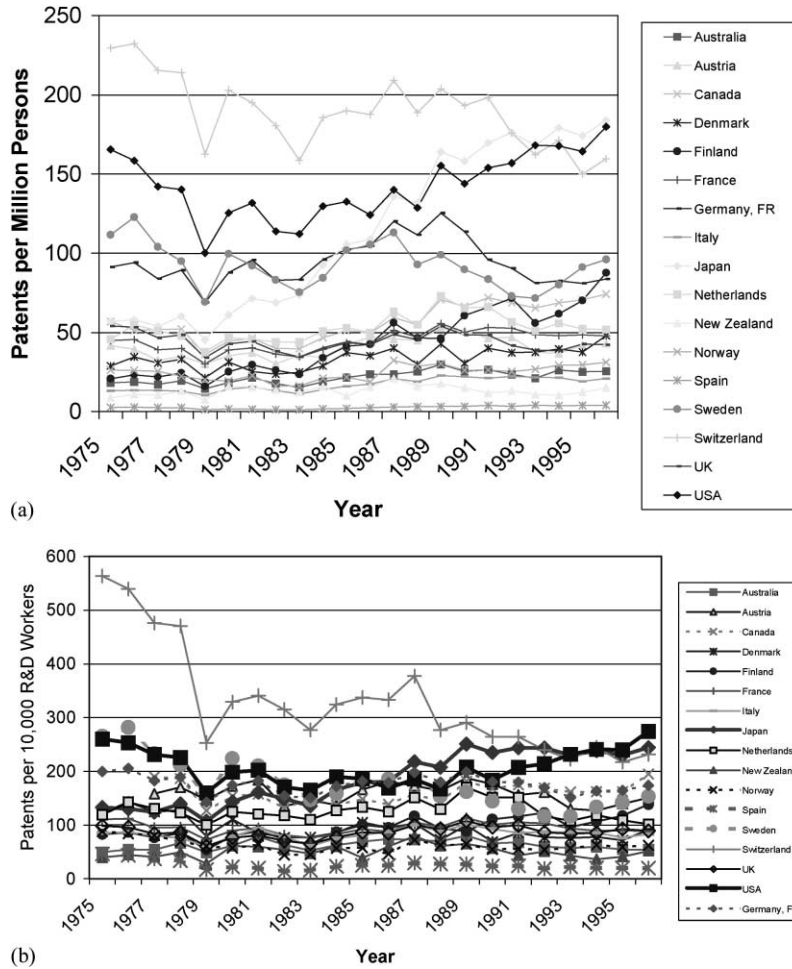 250
200
150
100
50
0
Patents per Million Persons
1975
1977
1979
1981
1983
1985
1987
1989
1991
1993
1995
Year
Australia
Austria
Canada
Denmark
Finland
France
Germany, FR
Italy
Japan
Netherlands
New Zealand
Norway
Spain
Sweden
Switzerland
UK
USA
(a)
600
500
400
300
200
100
0
Patents per 10,000 R&D Workers
1975
1977
1979
1981
1983
1985
1987
1989
1991
1993
1995
Year
Australia
Austria
Canada
Denmark
Finland
France
Italy
Japan
Netherlands
New Zealan
Norway
Spain
Sweden
Switzerland
UK
USA
Germany, F
(b)